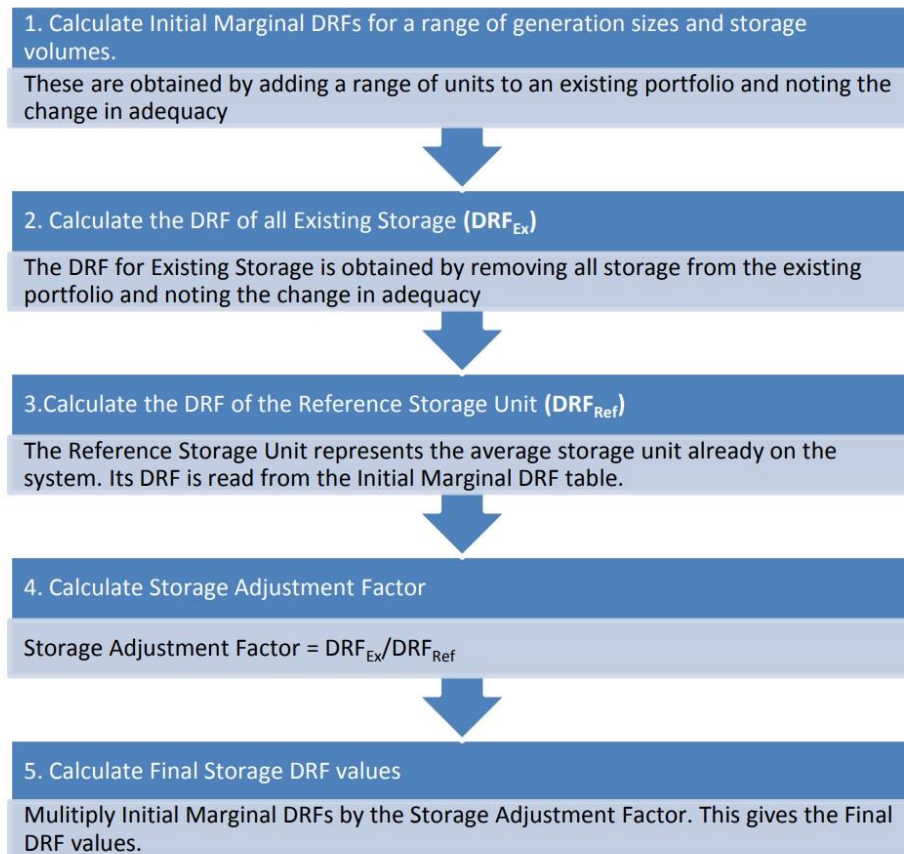 1. Calculate Initial Marginal DRFs for a range of generation sizes and storage
volumes.
These are obtained by adding a range of units to an existing portfolio and noting the
change in adequacy
2. Calculate the DRF of all Existing Storage (DRFEx)
The DRF for Existing Storage is obtained by removing all storage from the existing
portfolio and noting the change in adequacy
3.Calculate the DRF of the Reference Storage Unit (DRFRef)
The Reference Storage Unit represents the average storage unit already on the
system. Its DRF is read from the Initial Marginal DRF table.
4. Calculate Storage Adjustment Factor
Storage Adjustment Factor = DRFEx/DRFRef
5. Calculate Final Storage DRF values
Mulitiply Initial Marginal DRFs by the Storage Adjustment Factor. This gives the Final
DRF values.